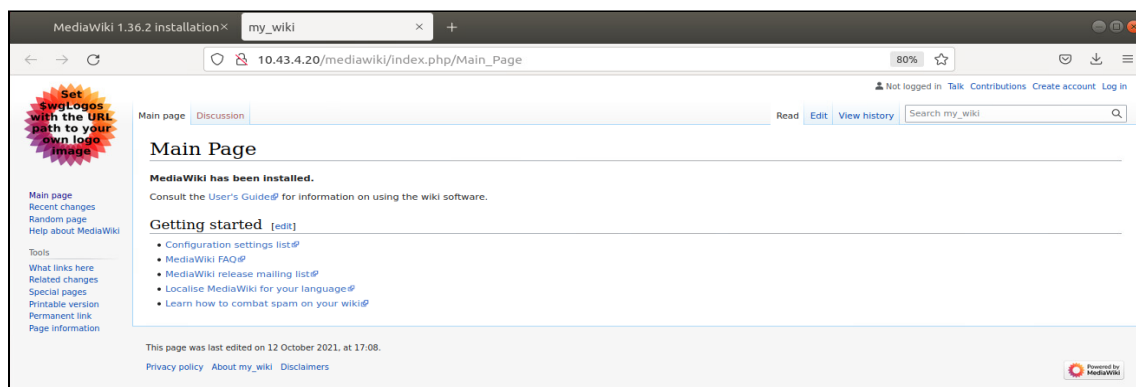 MediaWiki 1.36.2 installation
my_wiki
10.43.4.20/mediawiki/index.php/Main_Page
80%
Not logged in Talk Contributions Create account Log in
Set
$wgLogos
with the URL
path to your
own logo
image
Main page Discussion
Read Edit View history Search my_wiki
Main Page
MediaWiki has been installed.
Consult the User's Guide for information on using the wiki software.
Getting started [edit]
• Configuration settings list
• MediaWiki FAQ
• MediaWiki release mailing list
• Localise MediaWiki for your language
• Learn how to combat spam on your wiki
Main page
Recent changes
Random page
Help about MediaWiki
Tools
What links here
Related changes
Special pages
Printable version
Permanent link
Page information
This page was last edited on 12 October 2021, at 17:08.
Privacy policy About my_wiki Disclaimers
Powered by
MediaWiki